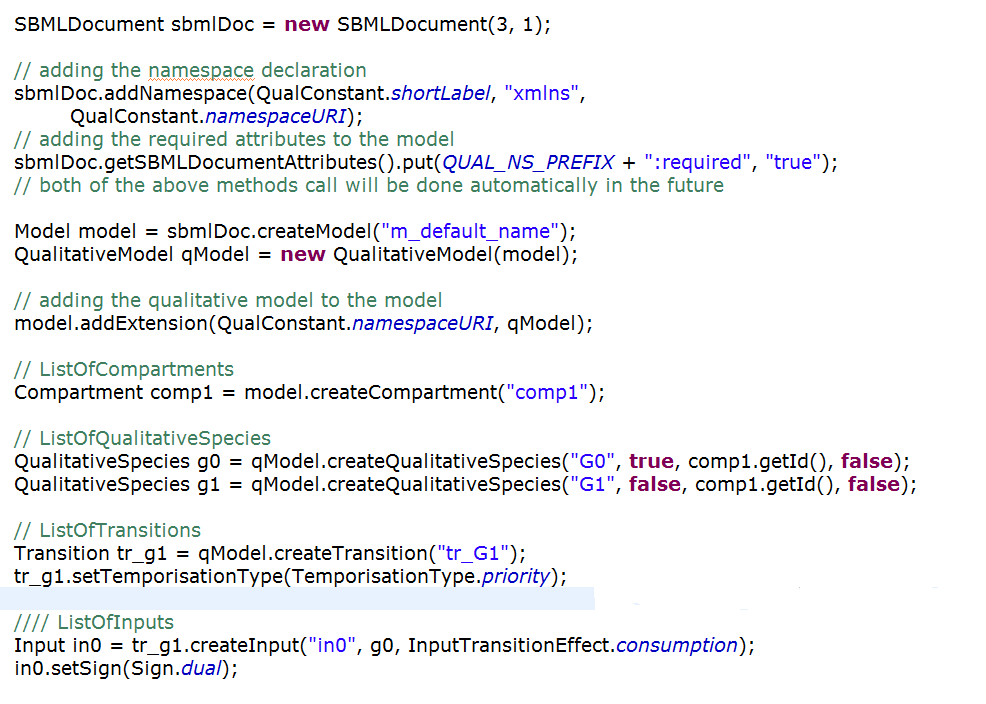 SBMLDocument sbmlDoc = new SBMLDocument(3, 1);
// adding the namespace declaration
sbmlDoc.addNamespace(QualConstant.shortLabel, "xmlns",
QualConstant.namespaceURI);
// adding the required attributes to the model
sbmlDoc.getSBMLDocumentAttributes().put(QUAL_NS_PREFIX + ":required", "true");
// both of the above methods call will be done automatically in the future
Model model = sbmlDoc.createModel("m_default_name");
QualitativeModel qModel = new QualitativeModel(model);
// adding the qualitative model to the model
model.addExtension(QualConstant.namespaceURI, qModel);
// ListOfCompartments
Compartment comp1 = model.createCompartment("comp1");
// ListOfQualitativeSpecies
QualitativeSpecies g0 = qModel.createQualitativeSpecies("G0", true, comp1.getId(), false);
QualitativeSpecies g1 = qModel.createQualitativeSpecies("G1", false, comp1.getId(), false);
// ListOfTransitions
Transition tr_g1 = qModel.createTransition("tr_G1");
tr_g1.setTemporisationType(TemporisationType.priority);
//// ListOfInputs
Input in0 = tr_g1.createInput("in0", g0, InputTransitionEffect.consumption);
in0.setSign(Sign.dual);